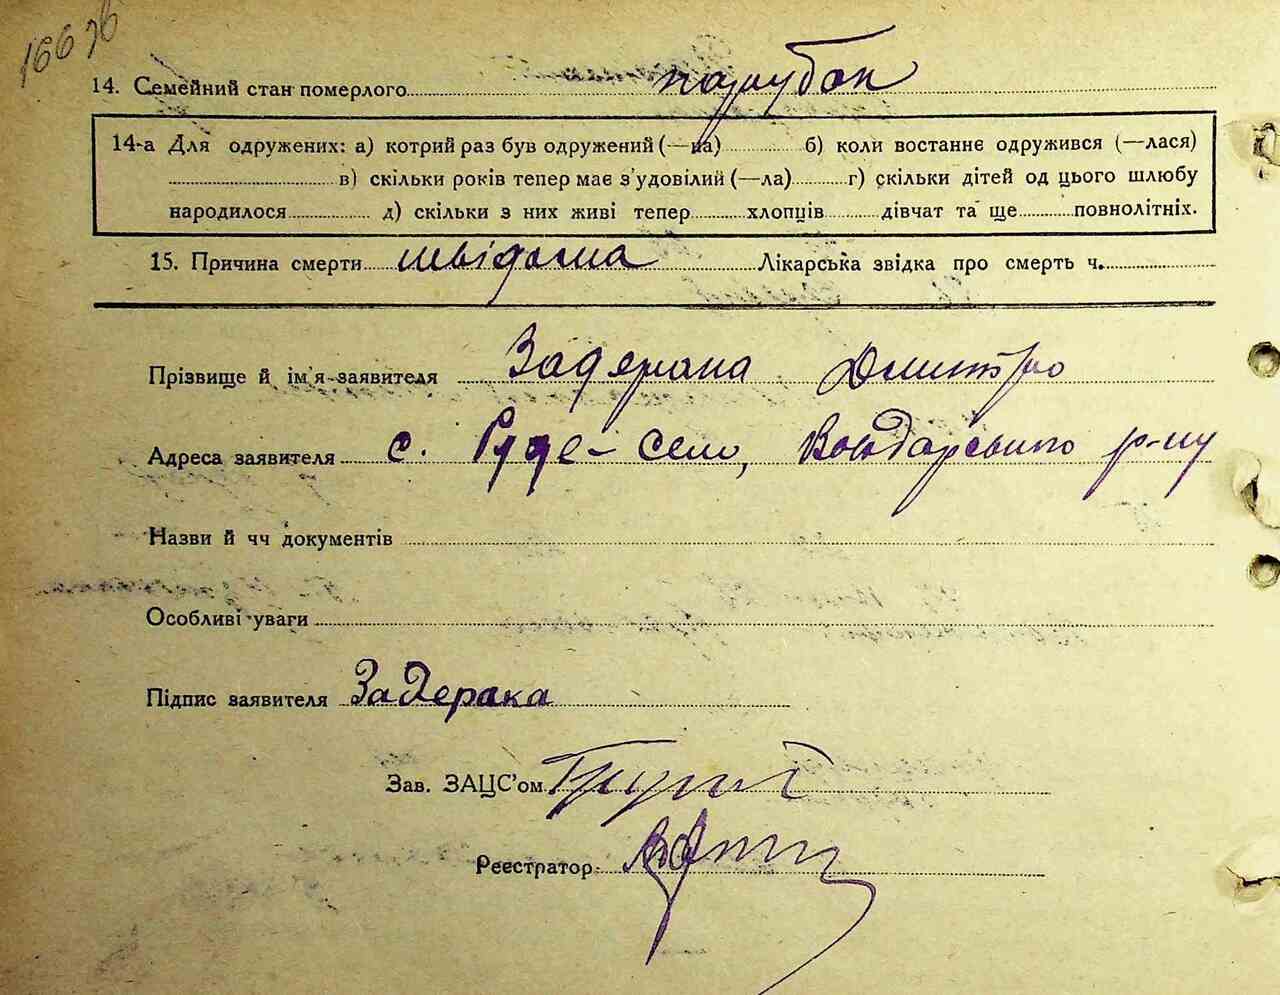 166 зв
14. Семейний стан померлого парубок
14-а Для одружених: а) котрий раз був одружений (—на) б) коли востаннє одружився (—лася)
в) скільки років тепер має з’удовілий (—ла) г) скільки дітей од цього шлюбу
народилося д) скільки з них живі тепер хлопців дівчат та ще повнолітніх.
15. Причина смерти Лікарська звідка про смерть ч.
Прізвище й ім’я заявителя Задерака Дмитро
Адреса заявителя с. Руде-Село, Володарського р-ну
Назви й чч документів
Особливі уваги
Підпис заявителя Задерака
Зав. ЗАЦС’ом
Реєстратор